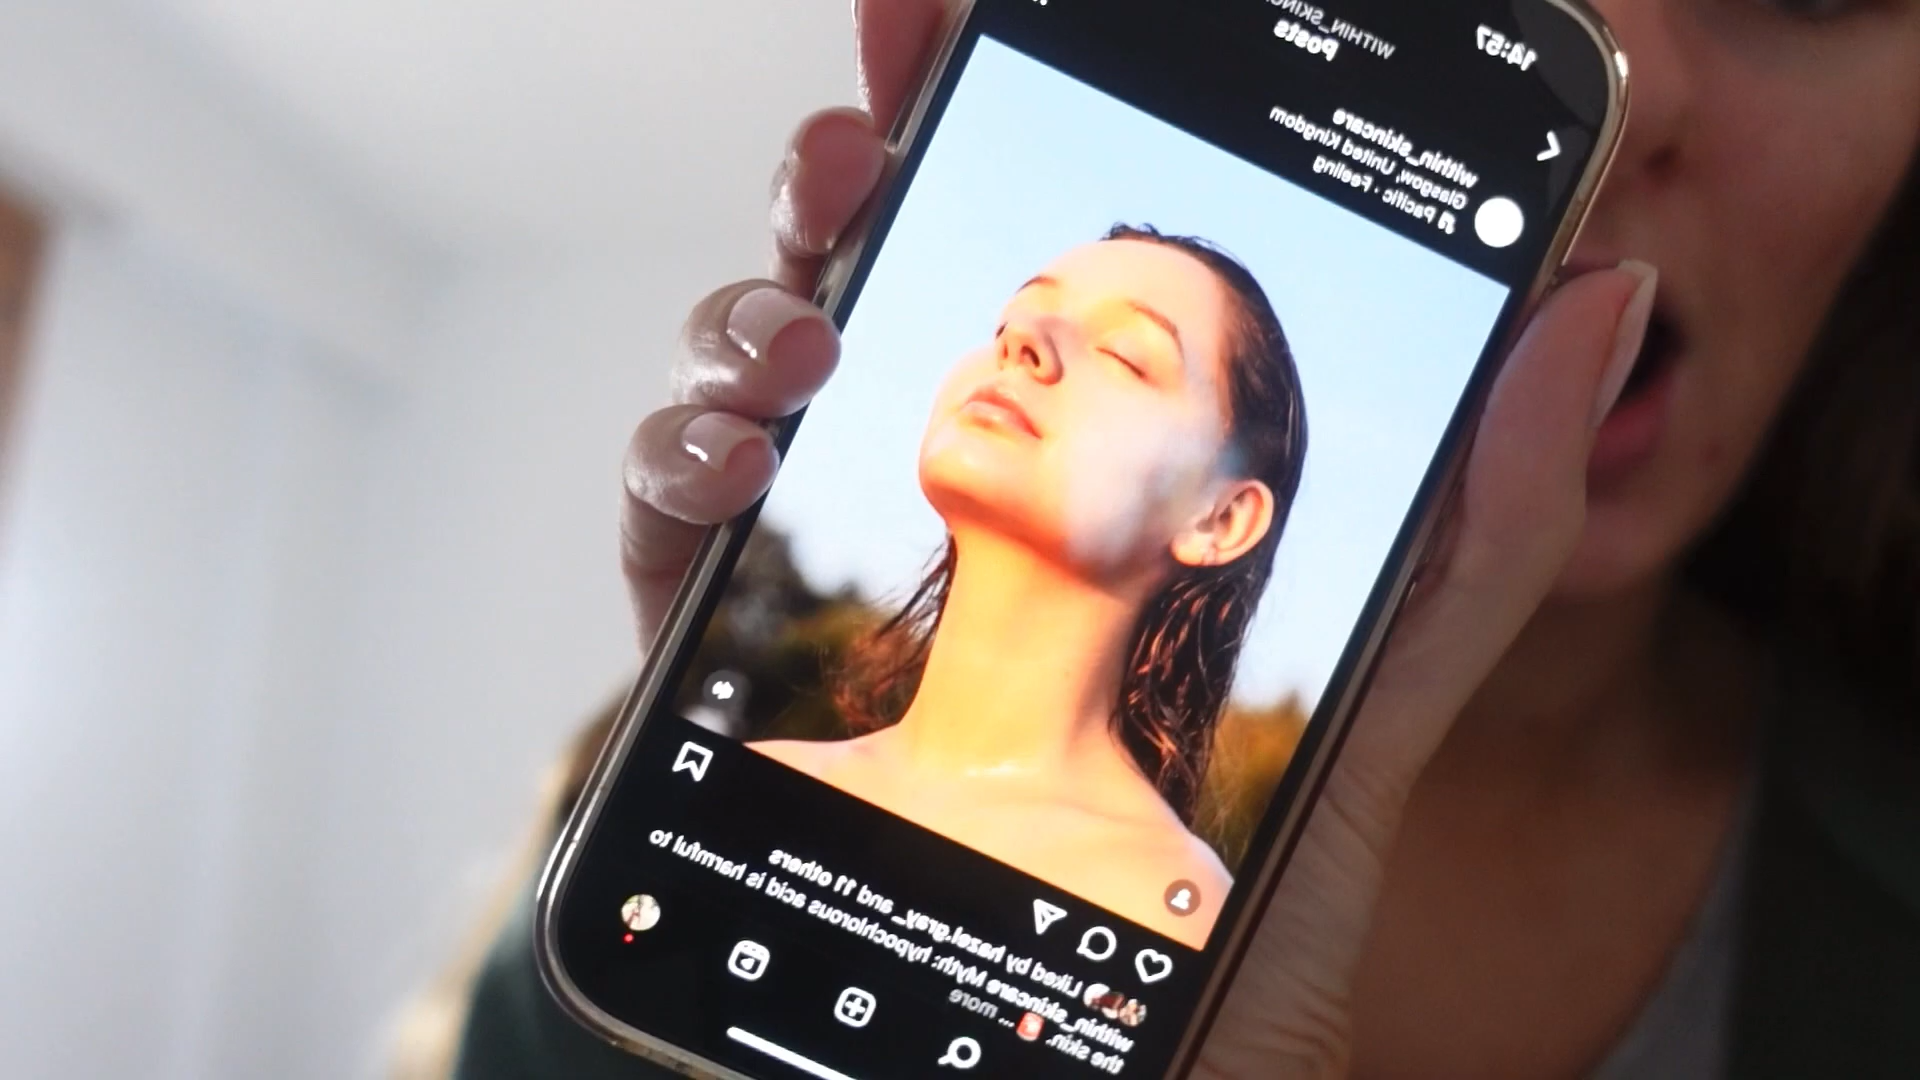 14:57
WITHIN_SKINC
Posts
within_skincare
Glasgow, United Kingdom
Pacific · Feeling
Liked by hazel.gray_ and 11 others
within_skincare Myth: hypochlorous acid is harmful to
the skin. 🚨 ... more